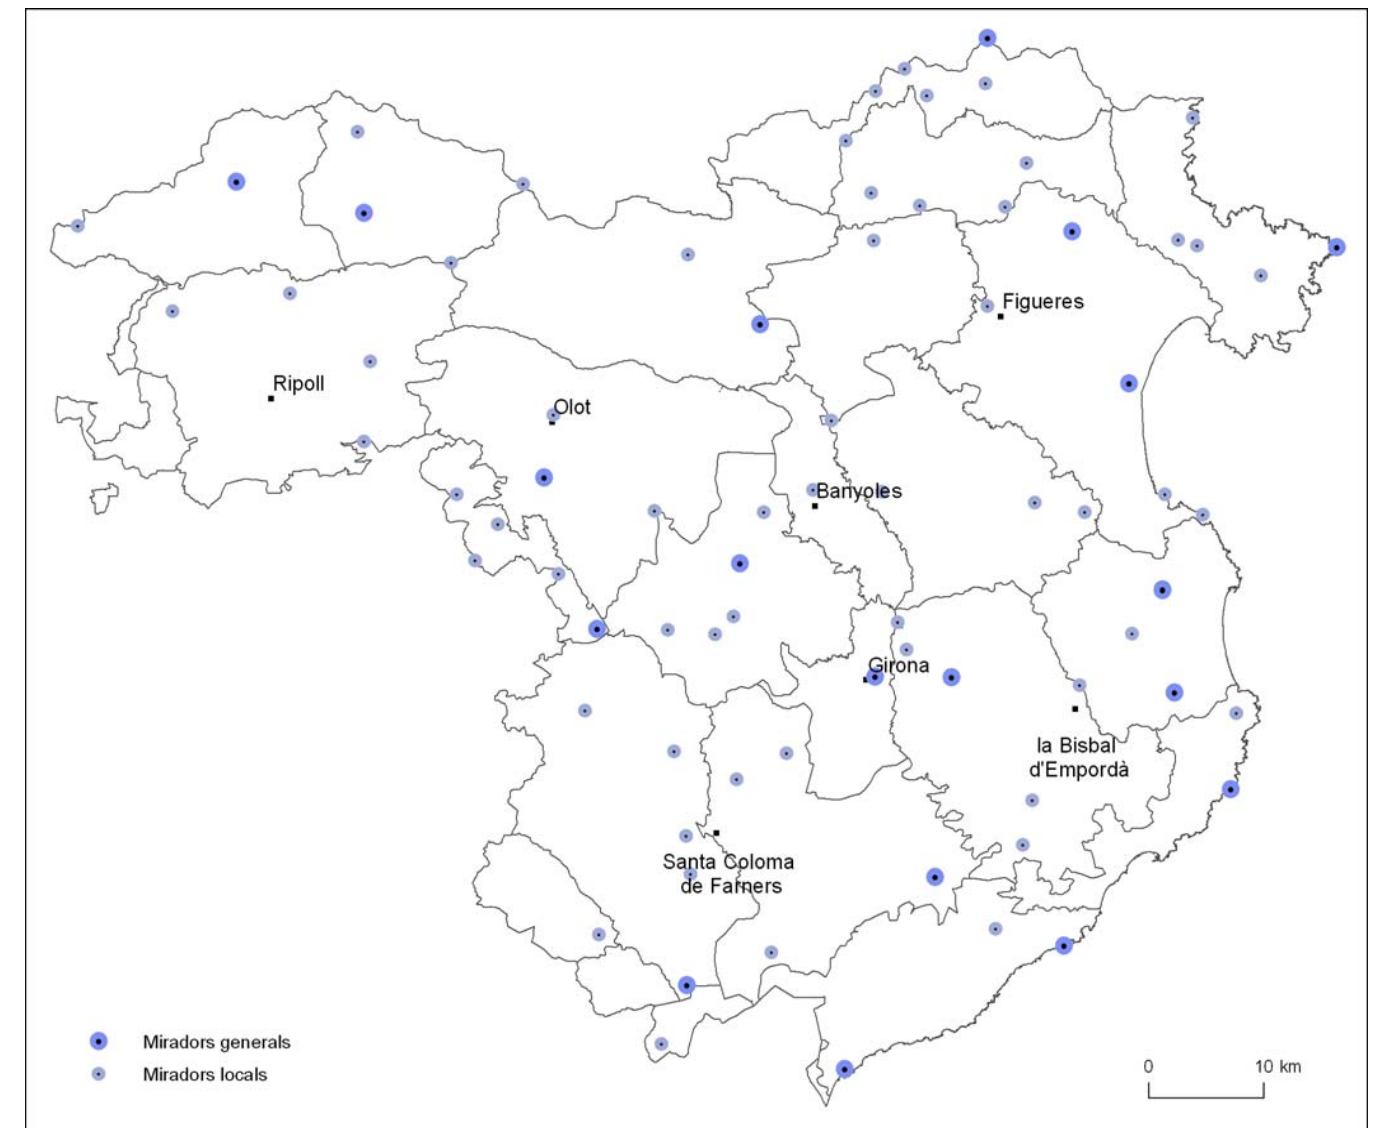 Figueres
Ripoll
Olot
Banyoles
Girona
la Bisbal
d'Empordà
Santa Coloma
de Farners
Miradors generals
Miradors locals
0 10 km